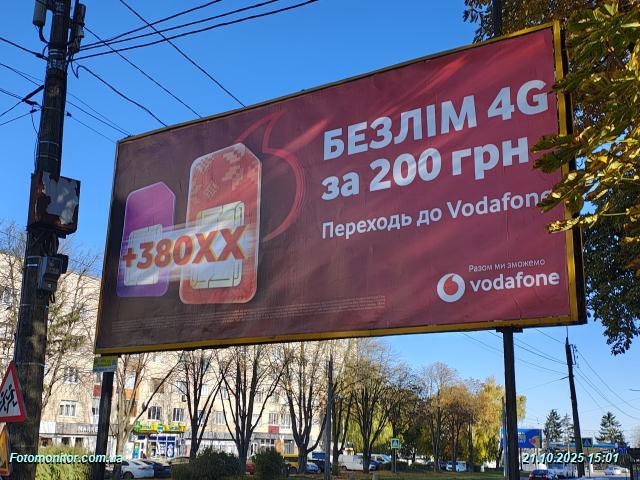 БЕЗЛІМ 4G
за 200 грн
Переходь до Vodafone
+380XX
Разом ми зможемо
vodafone
Fotomonitor.com.ua
21.10.2025 15:01